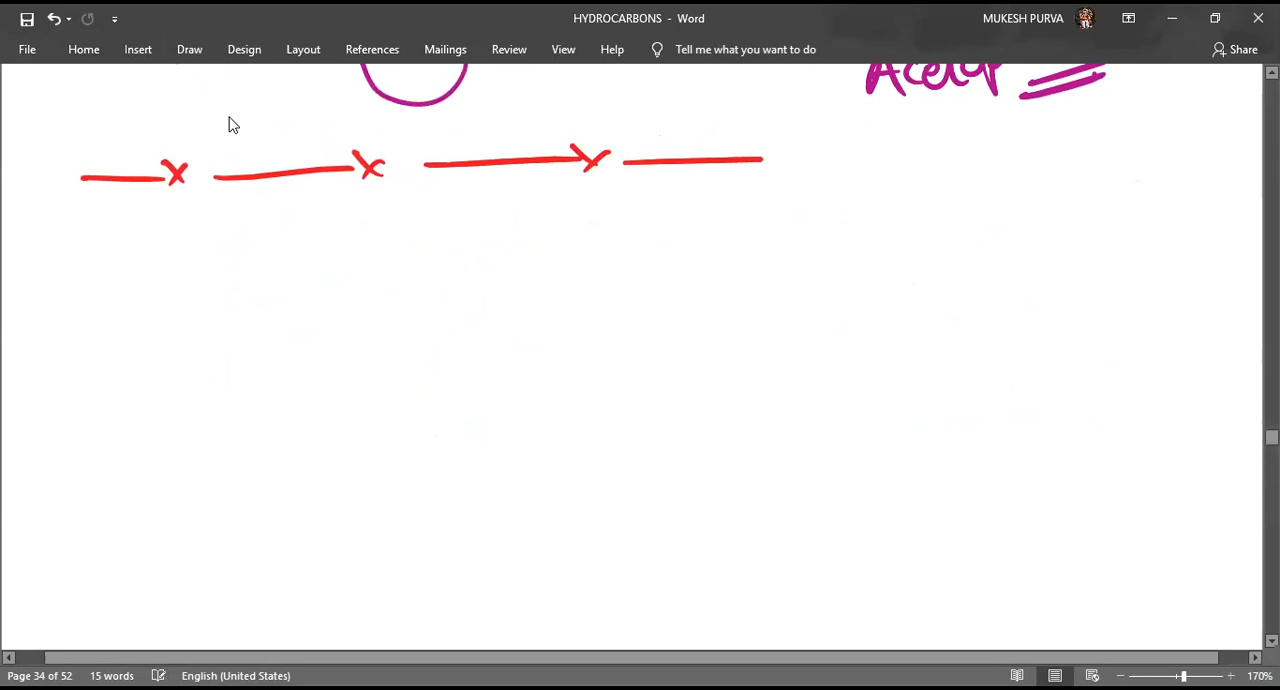 HYDROCARBONS - Word
MUKESH PURVA
File Home Insert Draw Design Layout References Mailings Review View Help Tell me what you want to do Share
x x x
Page 34 of 52 15 words English (United States) 170%